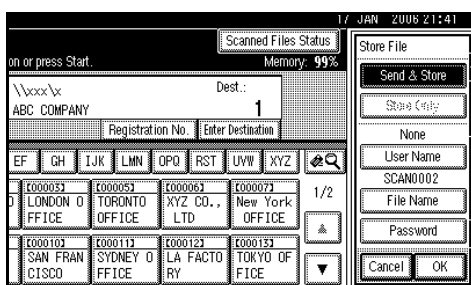 17 JAN 2006 21:41
Scanned Files Status
Store File
on or press Start.
Memory: 99%
Send & Store
\\xxx\x
Dest.:
Store Only
ABC COMPANY
1
None
Registration No.
Enter Destination
User Name
EF GH IJK LMN OPQ RST UVW XYZ
SCAN0002
File Name
[00003] [00005] [00006] [00007]
LONDON O TORONTO XYZ CO., New York
FFICE OFFICE LTD OFFICE
1/2
Password
[00010] [00011] [00012] [00013]
SAN FRAN SYDNEY O LA FACTO TOKYO OF
CISCO FFICE RY FICE
Cancel OK